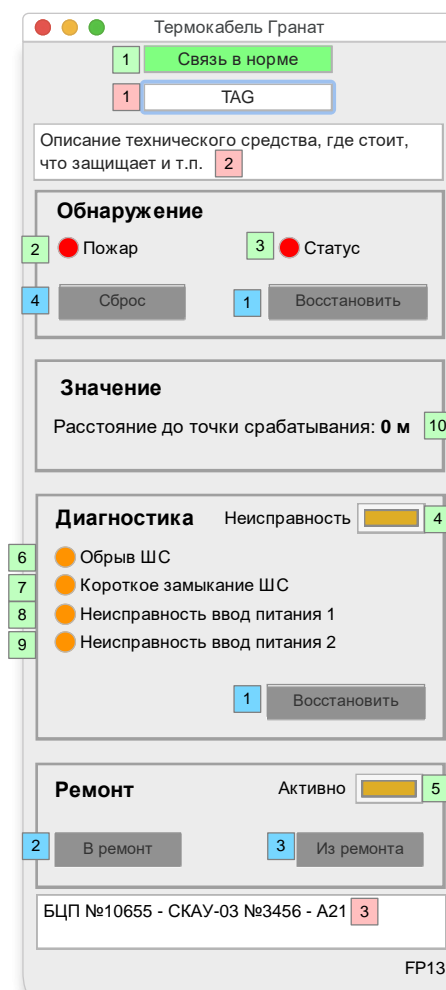 Термокабель Гранат
1 Связь в норме
1 TAG
Описание технического средства, где стоит,
что защищает и т.п. 2
Обнаружение
2 Пожар 3 Статус
4 Сброс 1 Восстановить
Значение
Расстояние до точки срабатывания: 0 м 10
Диагностика Неисправность 4
6 Обрыв ШС
7 Короткое замыкание ШС
8 Неисправность ввод питания 1
9 Неисправность ввод питания 2
1 Восстановить
Ремонт Активно 5
2 В ремонт 3 Из ремонта
БЦП №10655 - СКАУ-03 №3456 - А21 3
FP13